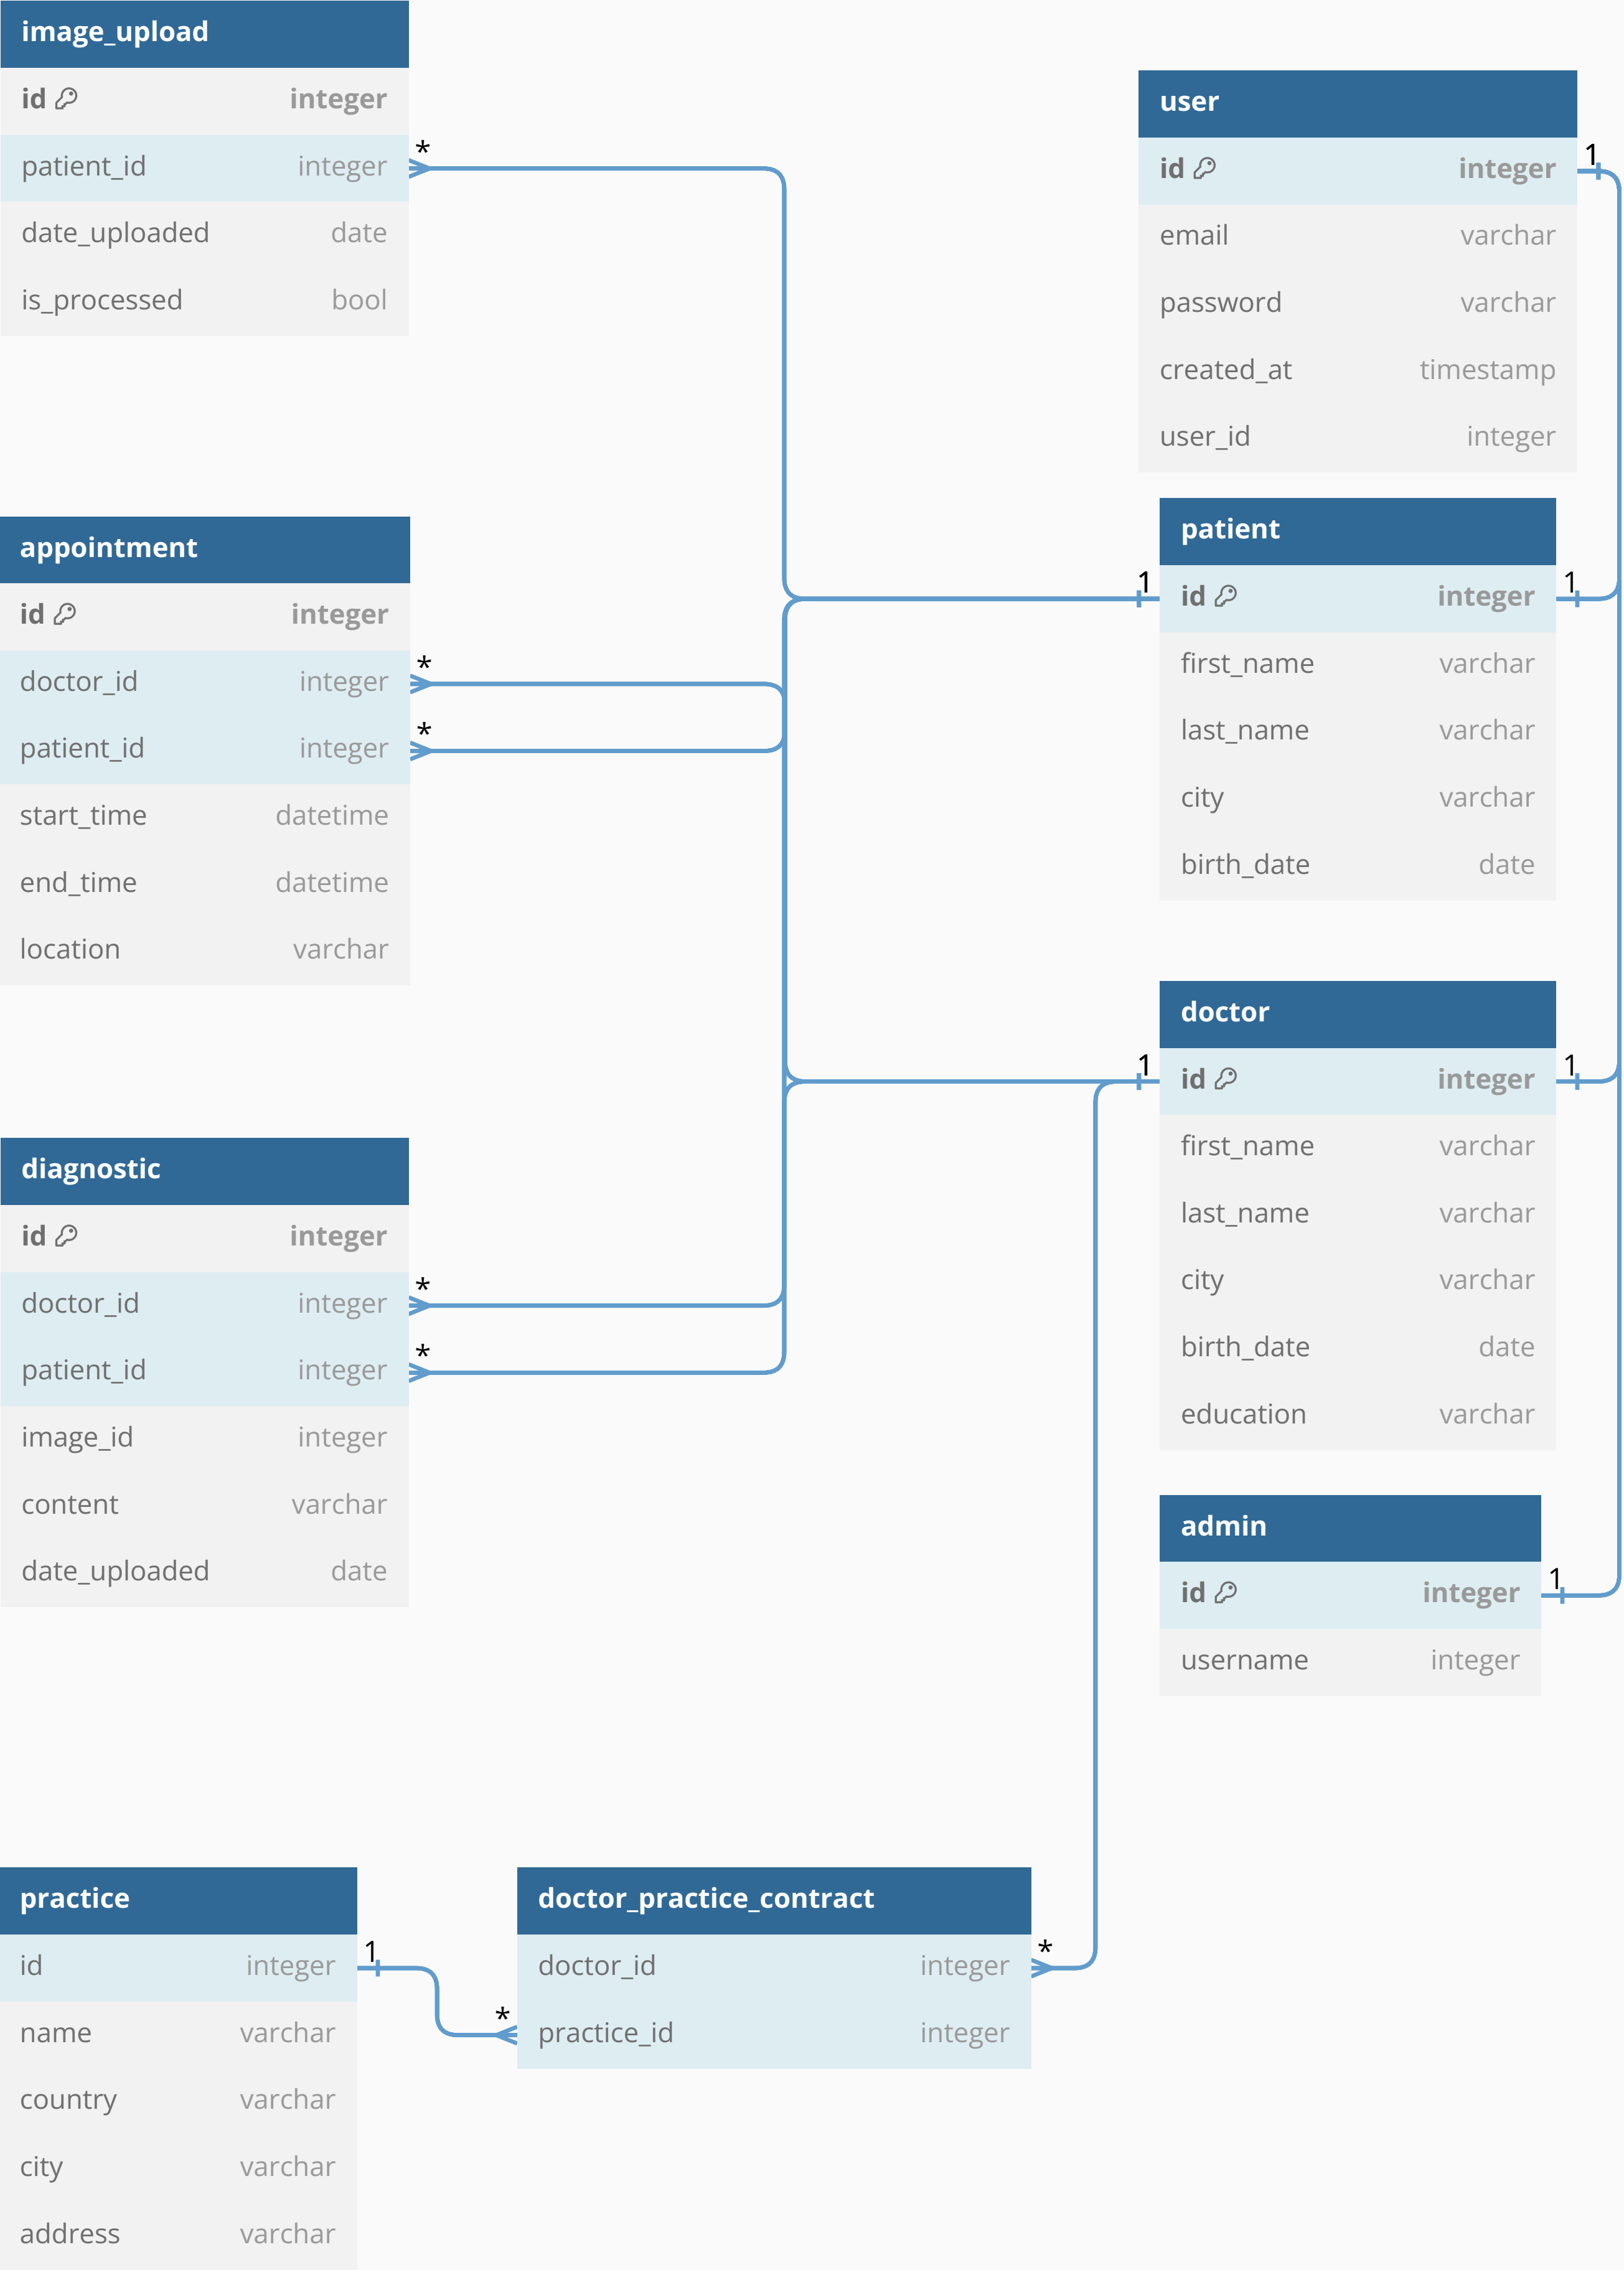 image_upload
id integer
patient_id integer
date_uploaded date
is_processed bool
user
id integer
email varchar
password varchar
created_at timestamp
user_id integer
appointment
id integer
doctor_id integer
patient_id integer
start_time datetime
end_time datetime
location varchar
patient
id integer
first_name varchar
last_name varchar
city varchar
birth_date date
doctor
id integer
first_name varchar
last_name varchar
city varchar
birth_date date
education varchar
diagnostic
id integer
doctor_id integer
patient_id integer
image_id integer
content varchar
date_uploaded date
admin
id integer
username integer
practice
id integer
name varchar
country varchar
city varchar
address varchar
doctor_practice_contract
doctor_id integer
practice_id integer
*
1
1
1
*
*
1
1
*
*
1
1
*
*